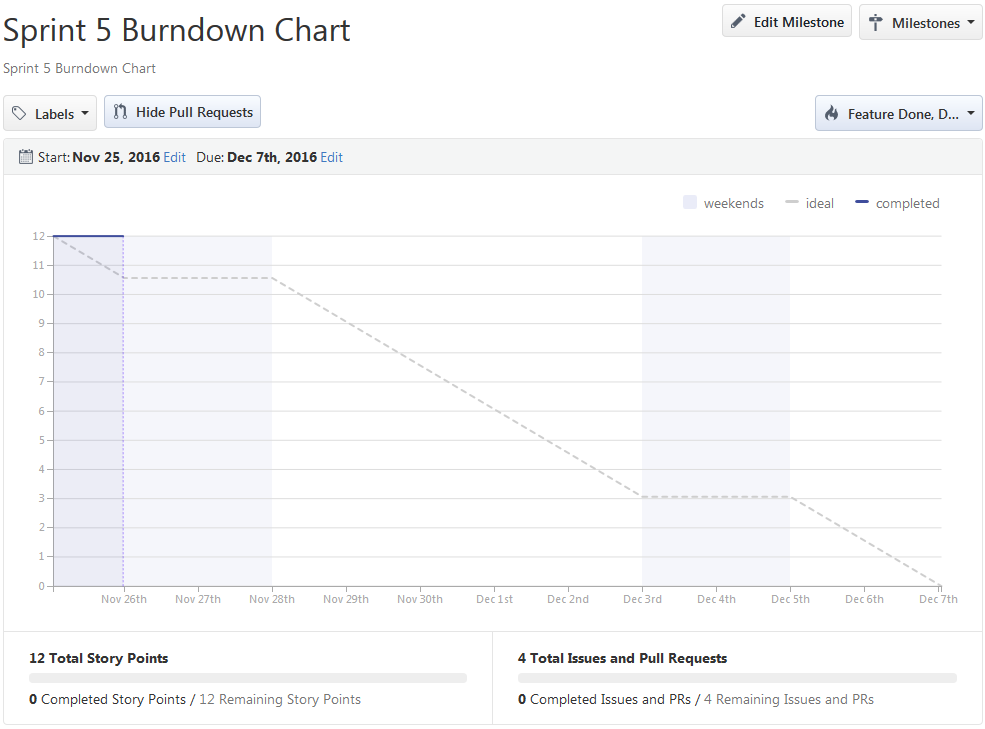 Sprint 5 Burndown Chart
Edit Milestone
Milestones
Sprint 5 Burndown Chart
Labels
Hide Pull Requests
Feature Done, D...
Start: Nov 25, 2016 Edit Due: Dec 7th, 2016 Edit
weekends ideal completed
12
11
10
9
8
7
6
5
4
3
2
1
0
Nov 26th Nov 27th Nov 28th Nov 29th Nov 30th Dec 1st Dec 2nd Dec 3rd Dec 4th Dec 5th Dec 6th Dec 7th
12 Total Story Points
0 Completed Story Points / 12 Remaining Story Points
4 Total Issues and Pull Requests
0 Completed Issues and PRs / 4 Remaining Issues and PRs